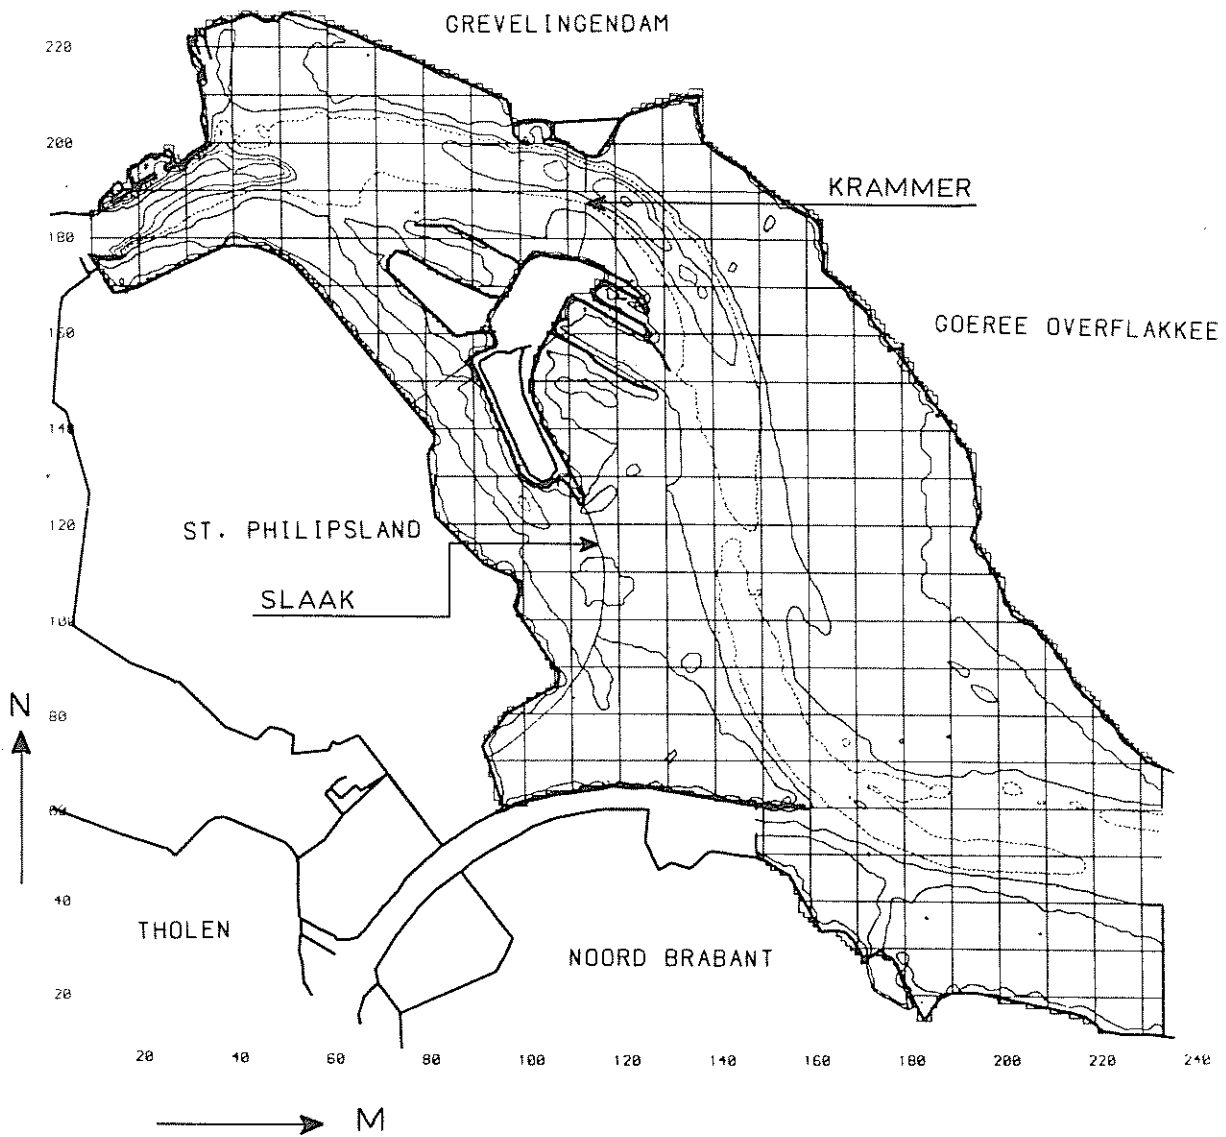 GREVELINGENDAM
220
200
KRAMMER
180
160
GOEREE OVERFLAKKEE
140
120
ST. PHILIPSLAND
SLAAK
100
N
80
60
40
THOLEN
NOORD BRABANT
20
20 40 60 80 100 120 140 160 180 200 220 240
M